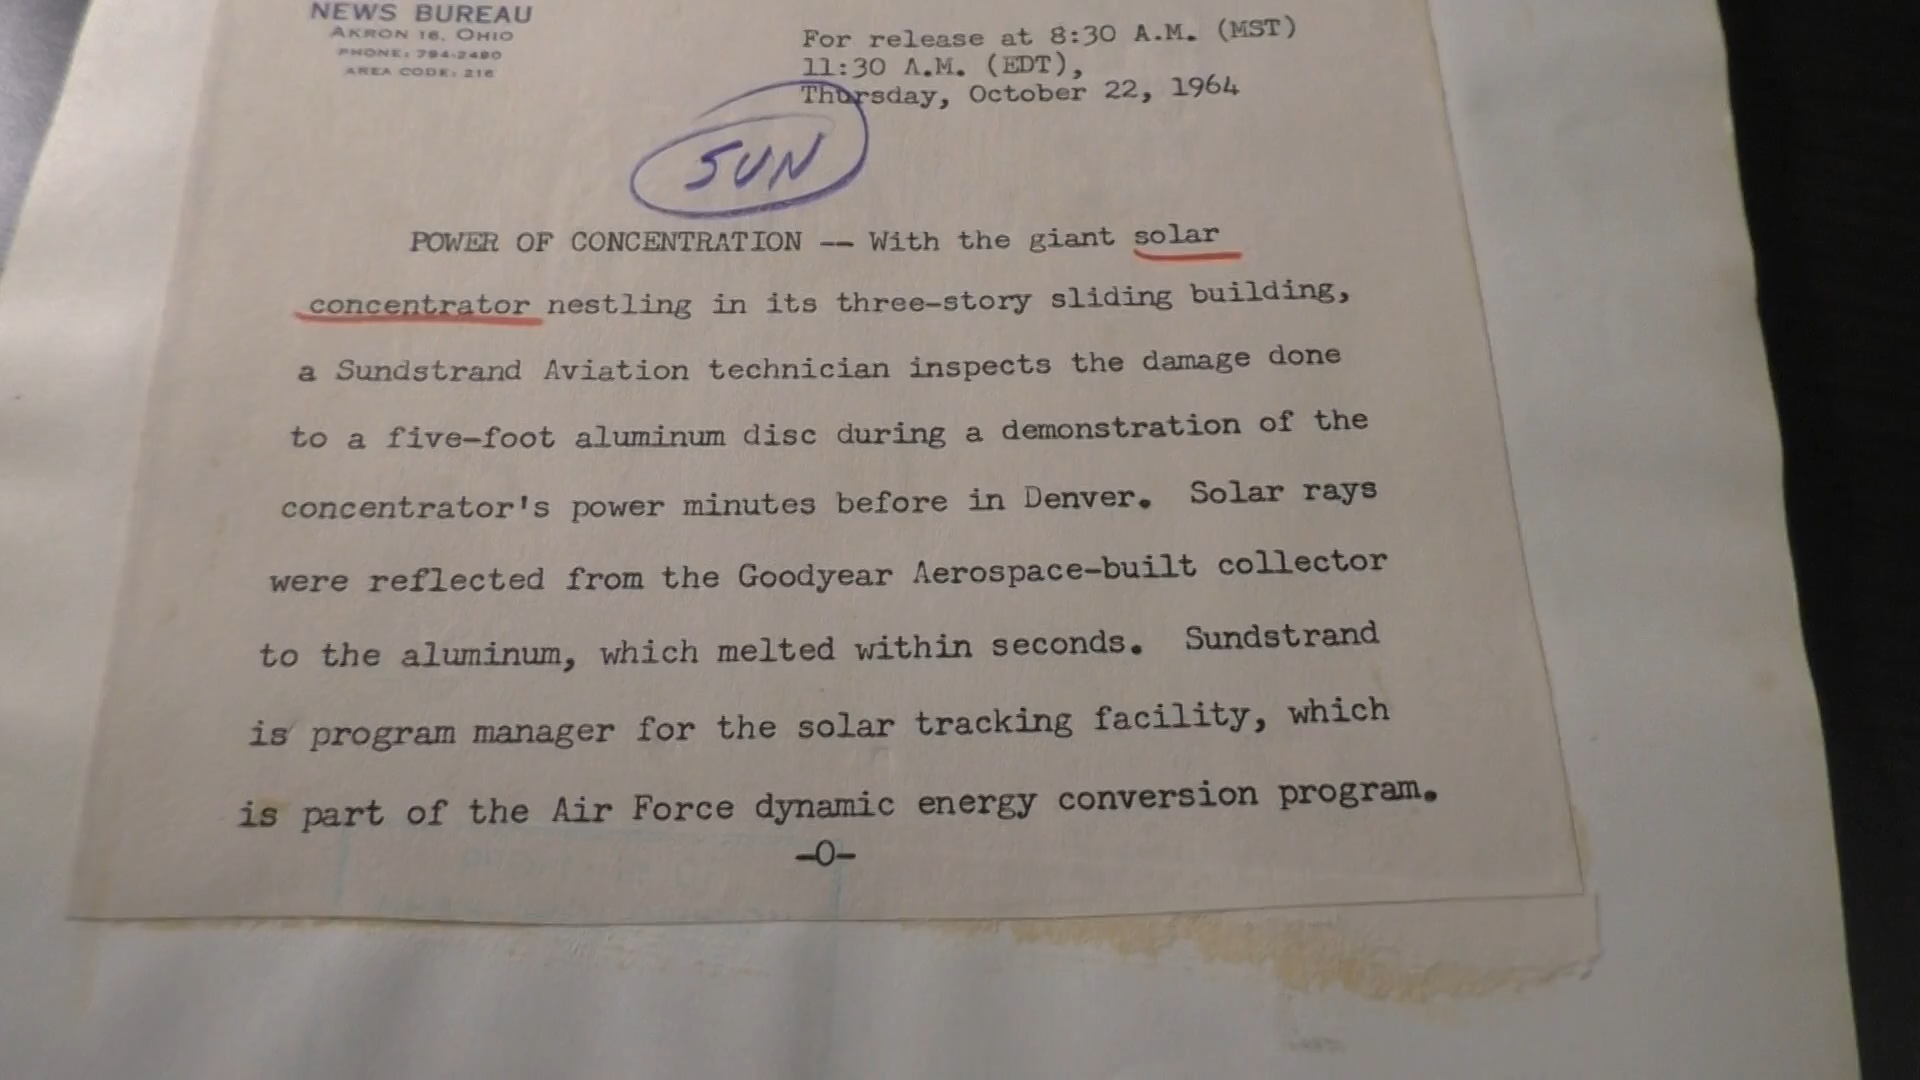 NEWS BUREAU
AKRON 16, OHIO
PHONE: 794-2490
AREA CODE: 216
For release at 8:30 A.M. (MST)
11:30 A.M. (EDT),
Thursday, October 22, 1964
SUN
POWER OF CONCENTRATION -- With the giant solar
concentrator nestling in its three-story sliding building,
a Sundstrand Aviation technician inspects the damage done
to a five-foot aluminum disc during a demonstration of the
concentrator's power minutes before in Denver. Solar rays
were reflected from the Goodyear Aerospace-built collector
to the aluminum, which melted within seconds. Sundstrand
is program manager for the solar tracking facility, which
is part of the Air Force dynamic energy conversion program.
-0-